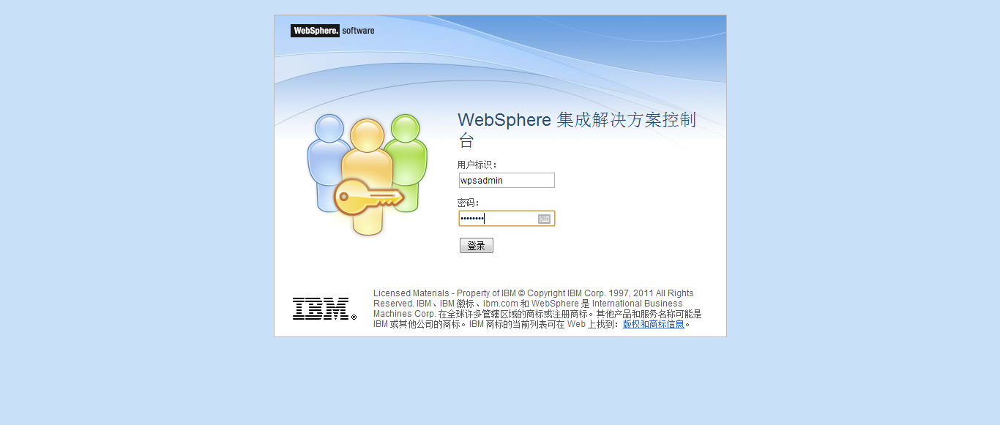 WebSphere. software
WebSphere 集成解决方案控制
台
用户标识：
wpsadmin
密码：
••••••••
登录
IBM®
Licensed Materials - Property of IBM © Copyright IBM Corp. 1997, 2011 All Rights
Reserved. IBM、IBM 徽标、ibm.com 和 WebSphere 是 International Business
Machines Corp. 在全球许多管辖区域的商标或注册商标。其他产品和服务名称可能是
IBM 或其他公司的商标。IBM 商标的当前列表可在 Web 上找到：版权和商标信息。